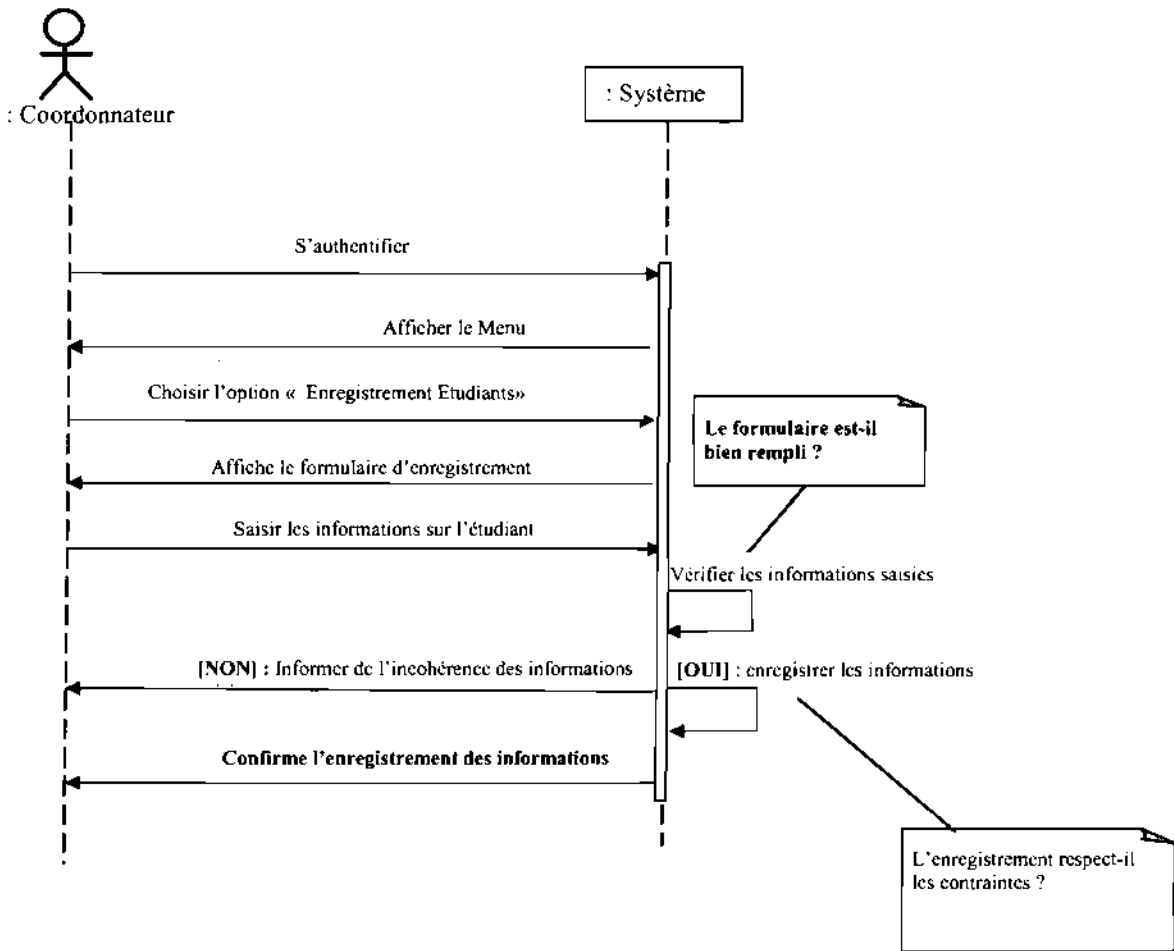 : Coordonnateur
: Système
S'authentifier
Afficher le Menu
Choisir l'option « Enregistrement Etudiants»
Le formulaire est-il
bien rempli ?
Affiche le formulaire d'enregistrement
Saisir les informations sur l'étudiant
Vérifier les informations saisies
[NON] : Informer de l'incohérence des informations
[OUI] : enregistrer les informations
Confirme l'enregistrement des informations
L'enregistrement respect-il
les contraintes ?